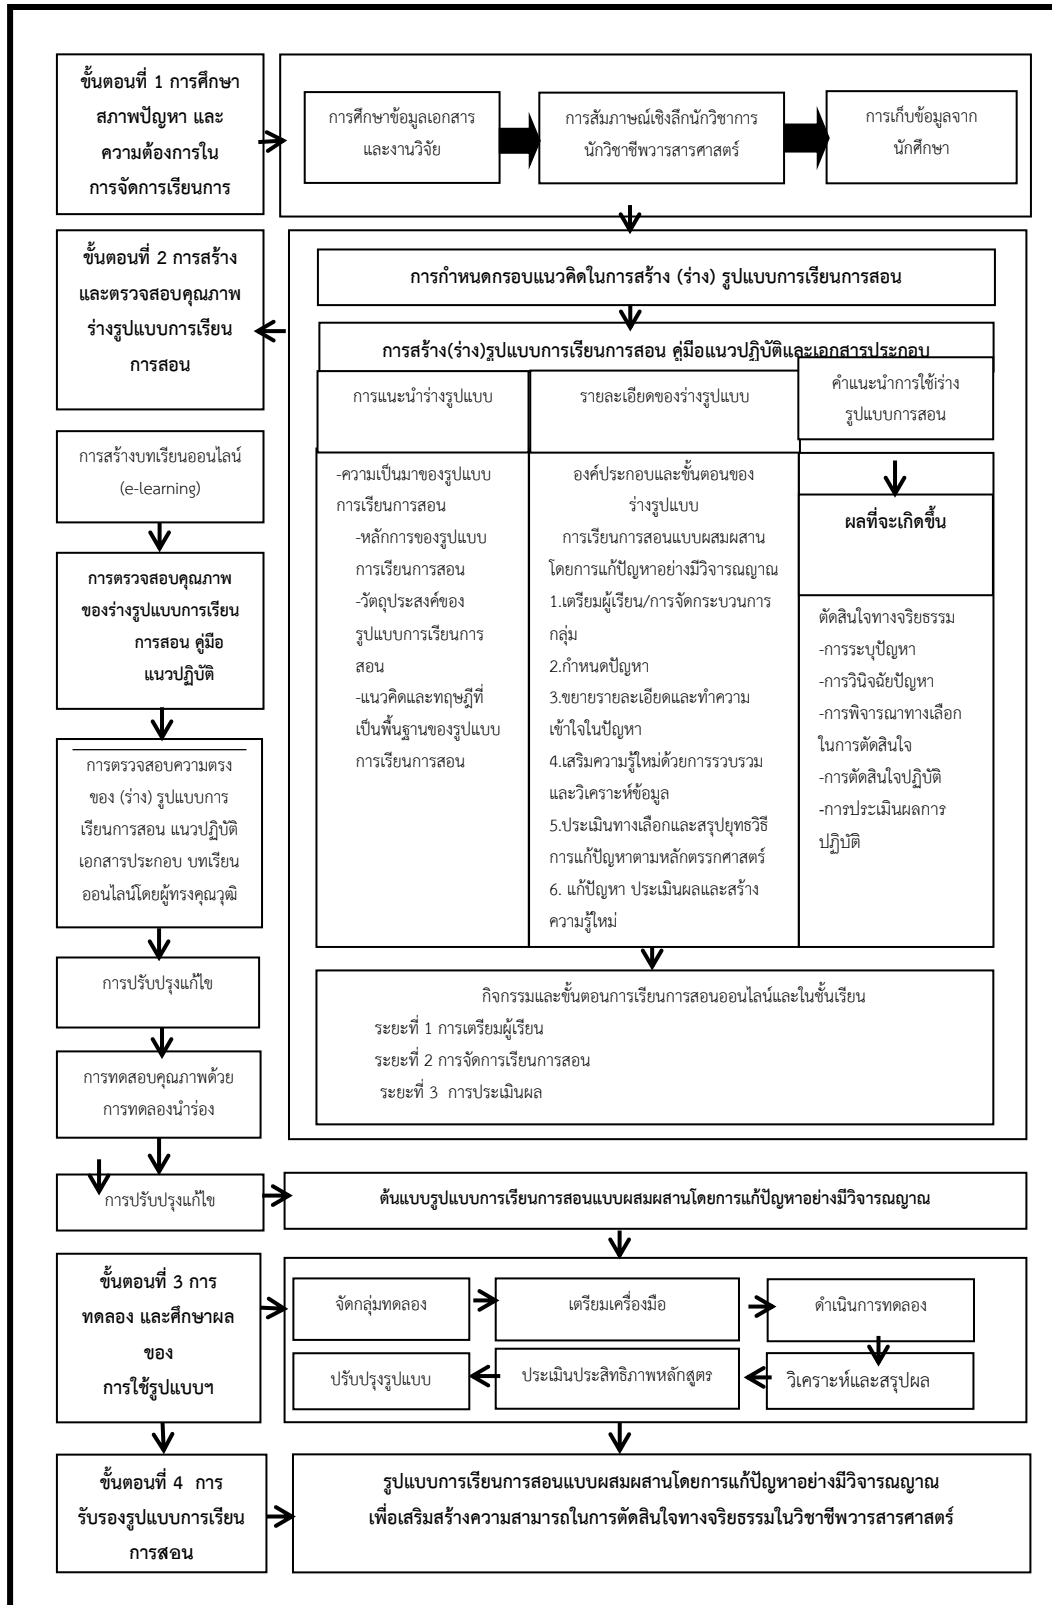 ขั้นตอนที่ 1 การศึกษา
สภาพปัญหา และ
ความต้องการใน
การจัดการเรียนการ
การศึกษาข้อมูลเอกสาร
และงานวิจัย
การสัมภาษณ์เชิงลึกนักวิชาการ
นักวิชาชีพวารสารศาสตร์
การเก็บข้อมูลจาก
นักศึกษา
ขั้นตอนที่ 2 การสร้าง
และตรวจสอบคุณภาพ
ร่างรูปแบบการเรียน
การสอน
การกำหนดกรอบแนวคิดในการสร้าง (ร่าง) รูปแบบการเรียนการสอน
การสร้าง(ร่าง)รูปแบบการเรียนการสอน คู่มือแนวปฏิบัติและเอกสารประกอบ
การแนะนำร่างรูปแบบ
รายละเอียดของร่างรูปแบบ
คำแนะนำการใช้iร่าง
รูปแบบการสอน
-ความเป็นมาของรูปแบบ
การเรียนการสอน
-หลักการของรูปแบบ
การเรียนการสอน
-วัตถุประสงค์ของ
รูปแบบการเรียนการ
สอน
-แนวคิดและทฤษฎีที่
เป็นพื้นฐานของรูปแบบ
การเรียนการสอน
องค์ประกอบและขั้นตอนของ
ร่างรูปแบบ
การเรียนการสอนแบบผสมผสาน
โดยการแก้ปัญหาอย่างมีวิจารณญาณ
1.เตรียมผู้เรียน/การจัดกระบวนการ
กลุ่ม
2.กำหนดปัญหา
3.ขยายรายละเอียดและทำความ
เข้าใจในปัญหา
4.เสริมความรู้ใหม่ด้วยการรวบรวม
และวิเคราะห์ข้อมูล
5.ประเมินทางเลือกและสรุปยุทธวิธี
การแก้ปัญหาตามหลักตรรกศาสตร์
6. แก้ปัญหา ประเมินผลและสร้าง
ความรู้ใหม่
ผลที่จะเกิดขึ้น
ตัดสินใจทางจริยธรรม
-การระบุปัญหา
-การวินิจฉัยปัญหา
-การพิจารณาทางเลือก
ในการตัดสินใจ
-การตัดสินใจปฏิบัติ
-การประเมินผลการ
ปฏิบัติ
กิจกรรมและขั้นตอนการเรียนการสอนออนไลน์และในชั้นเรียน
ระยะที่ 1 การเตรียมผู้เรียน
ระยะที่ 2 การจัดการเรียนการสอน
ระยะที่ 3  การประเมินผล
การสร้างบทเรียนออนไลน์
(e-learning)
การตรวจสอบคุณภาพ
ของร่างรูปแบบการเรียน
การสอน คู่มือ
แนวปฏิบัติ
การตรวจสอบความตรง
ของ (ร่าง) รูปแบบการ
เรียนการสอน แนวปฏิบัติ
เอกสารประกอบ บทเรียน
ออนไลน์โดยผู้ทรงคุณวุฒิ
การปรับปรุงแก้ไข
การทดสอบคุณภาพด้วย
การทดลองนำร่อง
การปรับปรุงแก้ไข
ต้นแบบรูปแบบการเรียนการสอนแบบผสมผสานโดยการแก้ปัญหาอย่างมีวิจารณญาณ
ขั้นตอนที่ 3 การ
ทดลอง และศึกษาผล
ของ
การใช้รูปแบบฯ
จัดกลุ่มทดลอง
เตรียมเครื่องมือ
ดำเนินการทดลอง
ปรับปรุงรูปแบบ
ประเมินประสิทธิภาพหลักสูตร
วิเคราะห์และสรุปผล
ขั้นตอนที่ 4  การ
รับรองรูปแบบการเรียน
การสอน
รูปแบบการเรียนการสอนแบบผสมผสานโดยการแก้ปัญหาอย่างมีวิจารณญาณ
เพื่อเสริมสร้างความสามารถในการตัดสินใจทางจริยธรรมในวิชาชีพวารสารศาสตร์